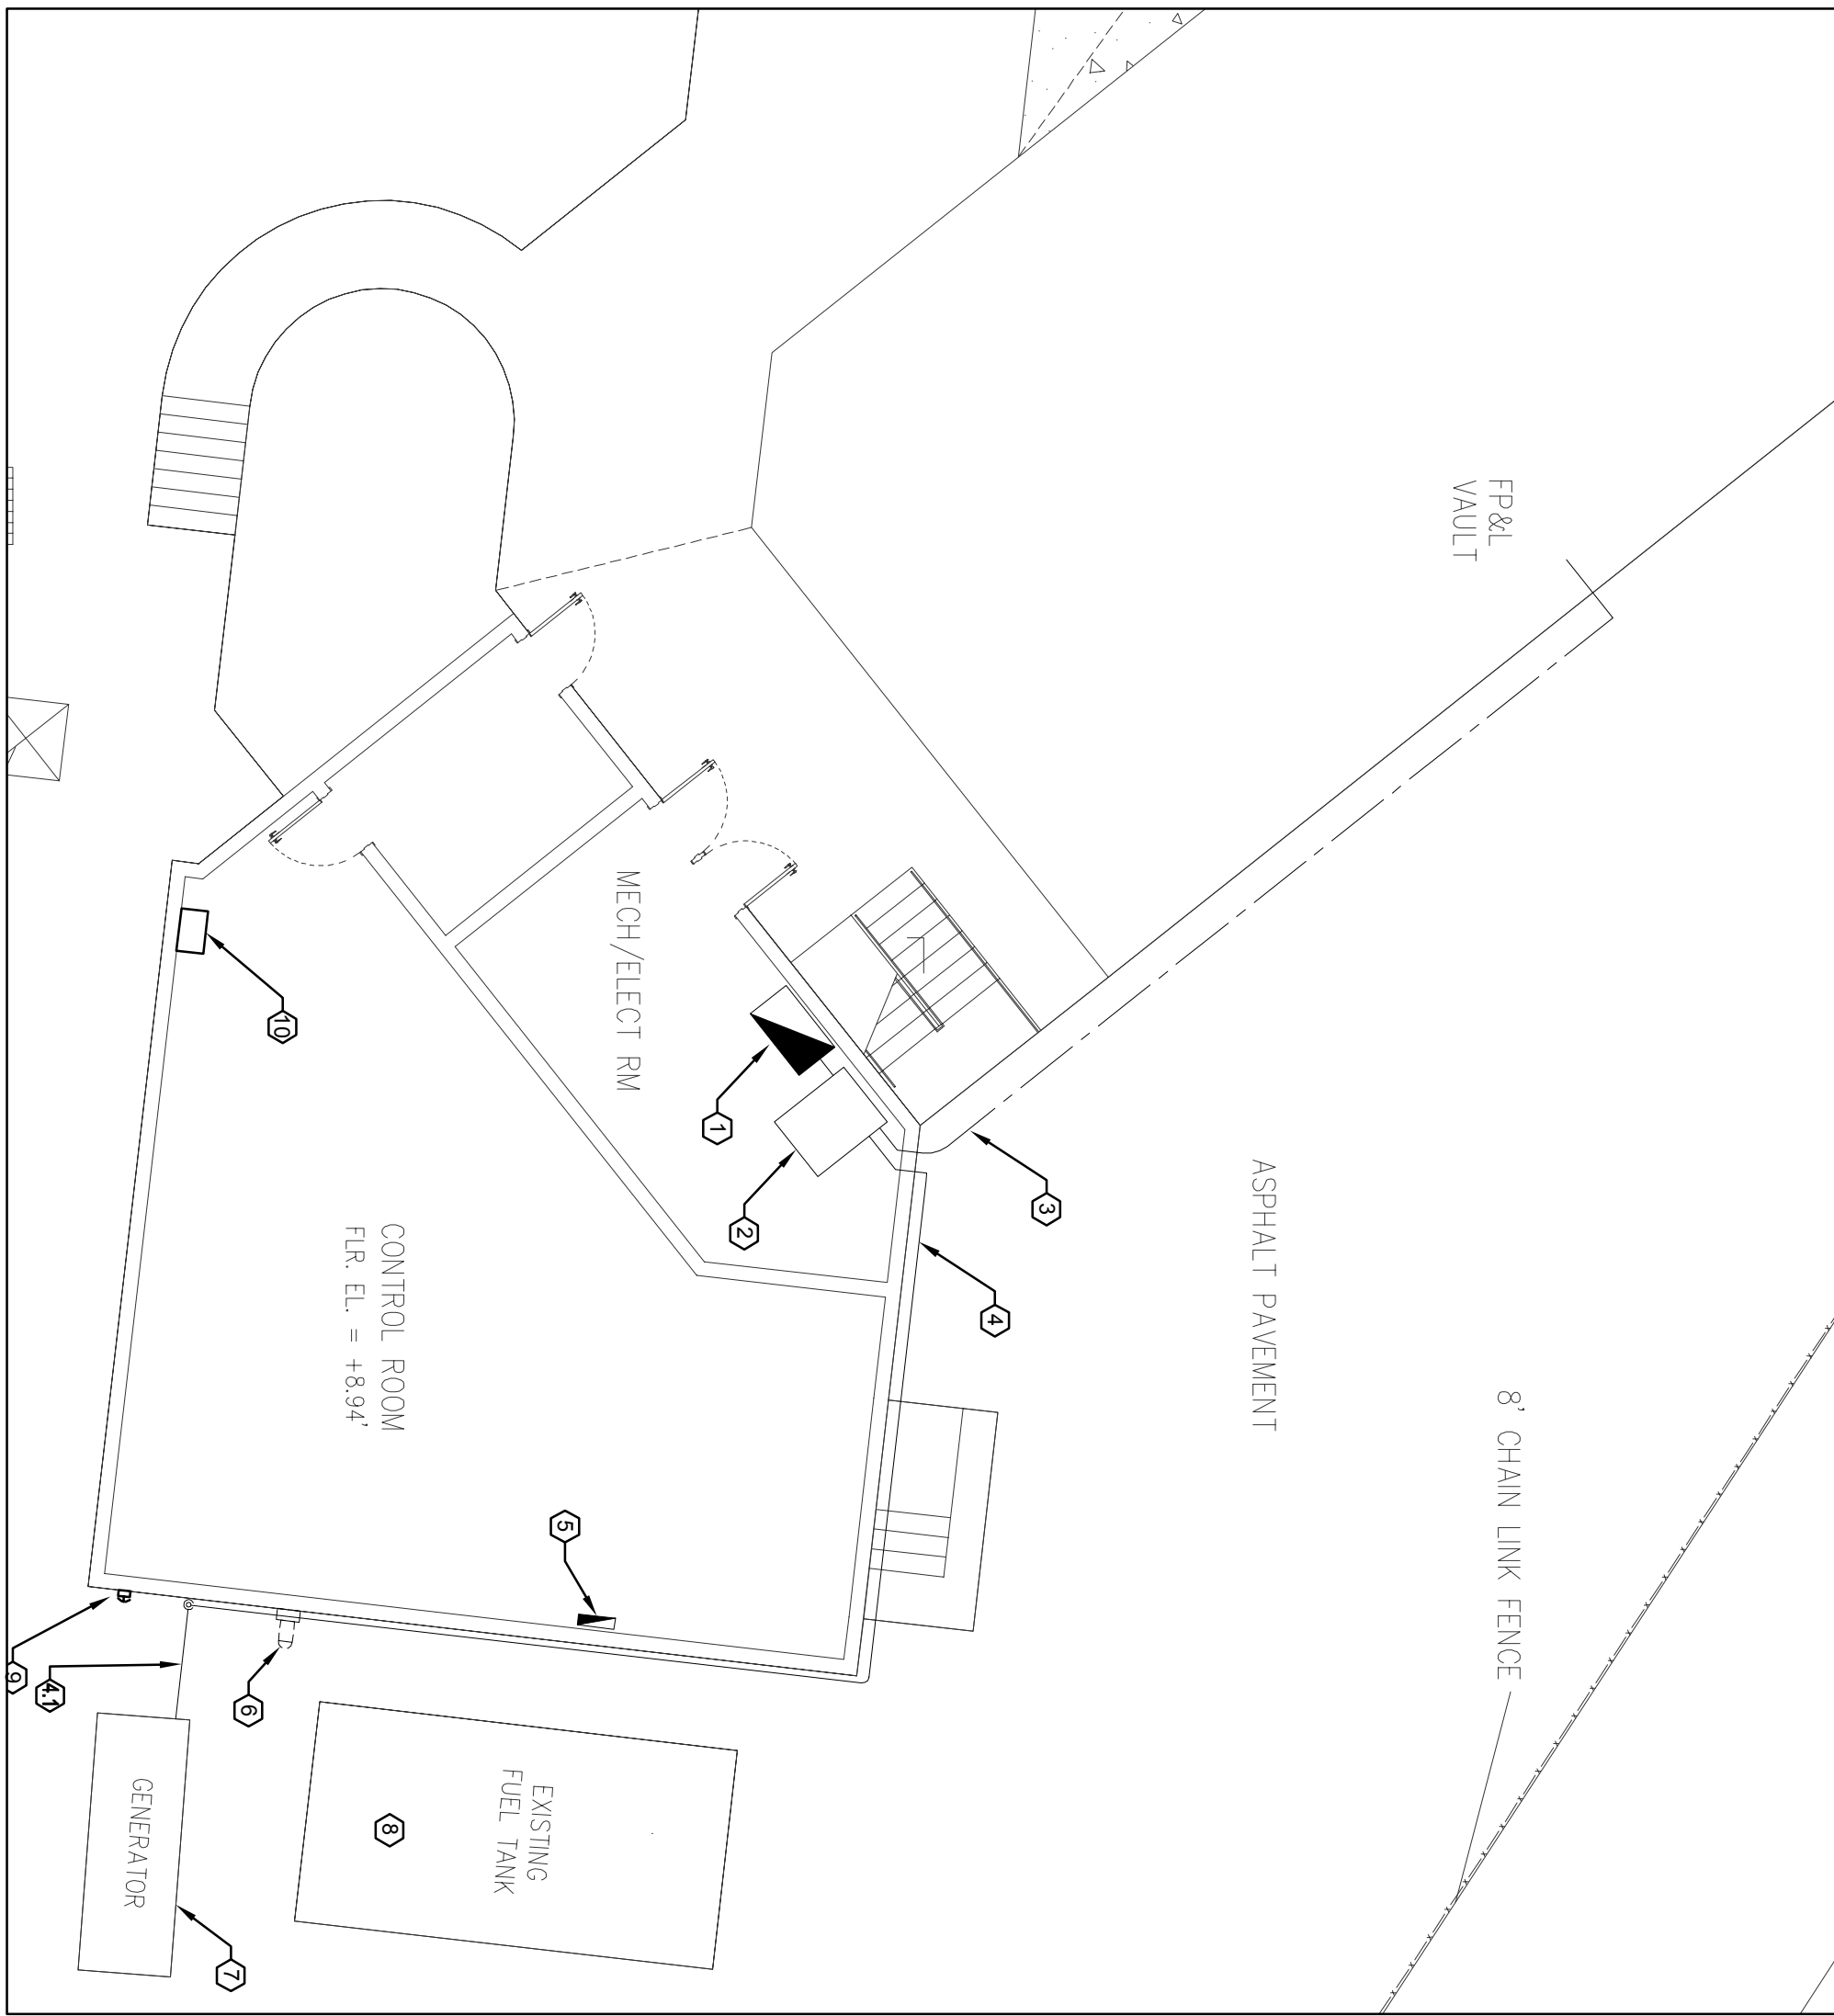 FP&L
VAULT
MECH/ELECT RM
ASPHALT PAVEMENT
8' CHAIN LINK FENCE
CONTROL ROOM
FLR. EL. = +8.94'
EXISTING
FUEL TANK
GENERATOR
1
2
3
4
4.1
5
6
7
8
9
10